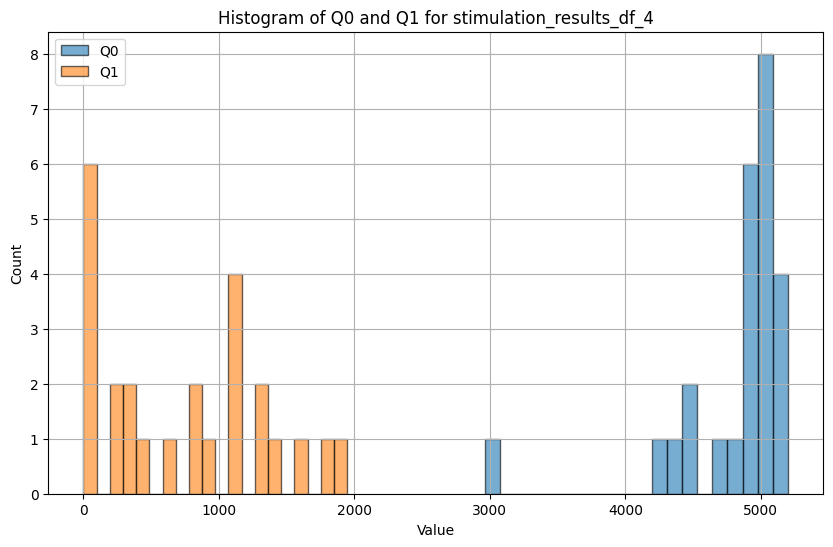 Histogram of Q0 and Q1 for stimulation_results_df_4
Q0
Q1
8
7
6
5
4
3
2
1
0
Count
0 1000 2000 3000 4000 5000
Value